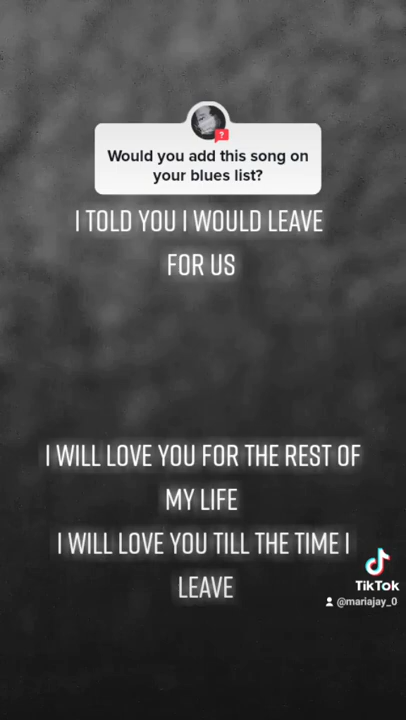 ?
Would you add this song on
your blues list?
I TOLD YOU I WOULD LEAVE
FOR US
I WILL LOVE YOU FOR THE REST OF
MY LIFE
I WILL LOVE YOU TILL THE TIME I
LEAVE
TikTok
@mariajay_0